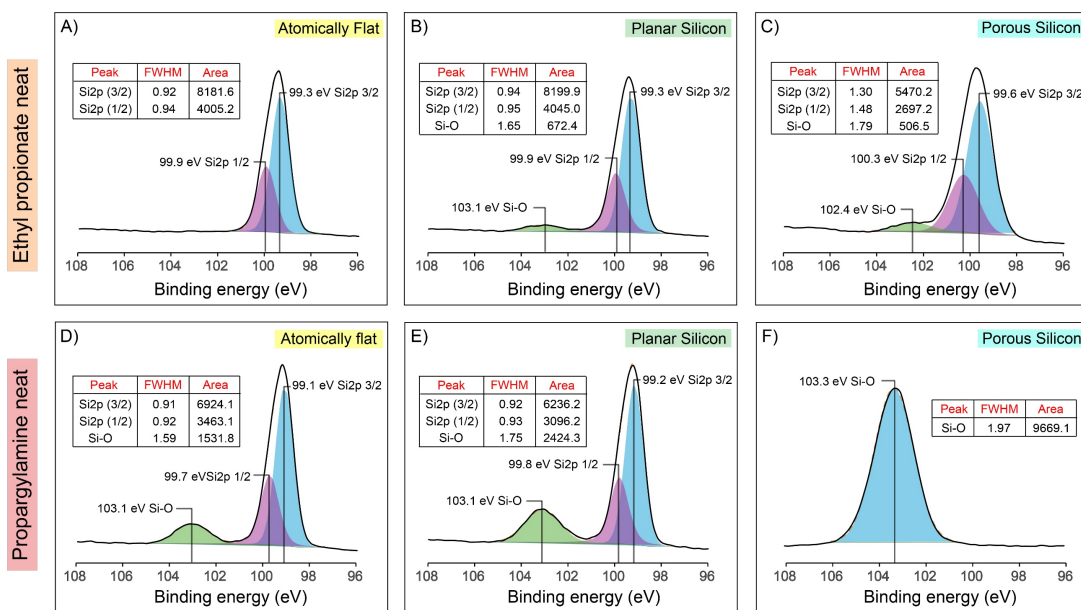 Ethyl propionate neat
A)
Atomically Flat
Peak FWHM Area
Si2p (3/2) 0.92 8181.6
Si2p (1/2) 0.94 4005.2
99.3 eV Si2p 3/2
99.9 eV Si2p 1/2
108 106 104 102 100 98 96
Binding energy (eV)
B)
Planar Silicon
Peak FWHM Area
Si2p (3/2) 0.94 8199.9
Si2p (1/2) 0.95 4045.0
Si-O 1.65 672.4
99.3 eV Si2p 3/2
99.9 eV Si2p 1/2
103.1 eV Si-O
108 106 104 102 100 98 96
Binding energy (eV)
C)
Porous Silicon
Peak FWHM Area
Si2p (3/2) 1.30 5470.2
Si2p (1/2) 1.48 2697.2
Si-O 1.79 506.5
99.6 eV Si2p 3/2
100.3 eV Si2p 1/2
102.4 eV Si-O
108 106 104 102 100 98 96
Binding energy (eV)
Propargylamine neat
D)
Atomically flat
Peak FWHM Area
Si2p (3/2) 0.91 6924.1
Si2p (1/2) 0.92 3463.1
Si-O 1.59 1531.8
99.1 eV Si2p 3/2
99.7 eVSi2p 1/2
103.1 eV Si-O
108 106 104 102 100 98 96
Binding energy (eV)
E)
Planar Silicon
Peak FWHM Area
Si2p (3/2) 0.92 6236.2
Si2p (1/2) 0.93 3096.2
Si-O 1.75 2424.3
99.2 eV Si2p 3/2
99.8 eV Si2p 1/2
103.1 eV Si-O
108 106 104 102 100 98 96
Binding energy (eV)
F)
Porous Silicon
103.3 eV Si-O
Peak FWHM Area
Si-O 1.97 9669.1
108 106 104 102 100 98 96
Binding energy (eV)